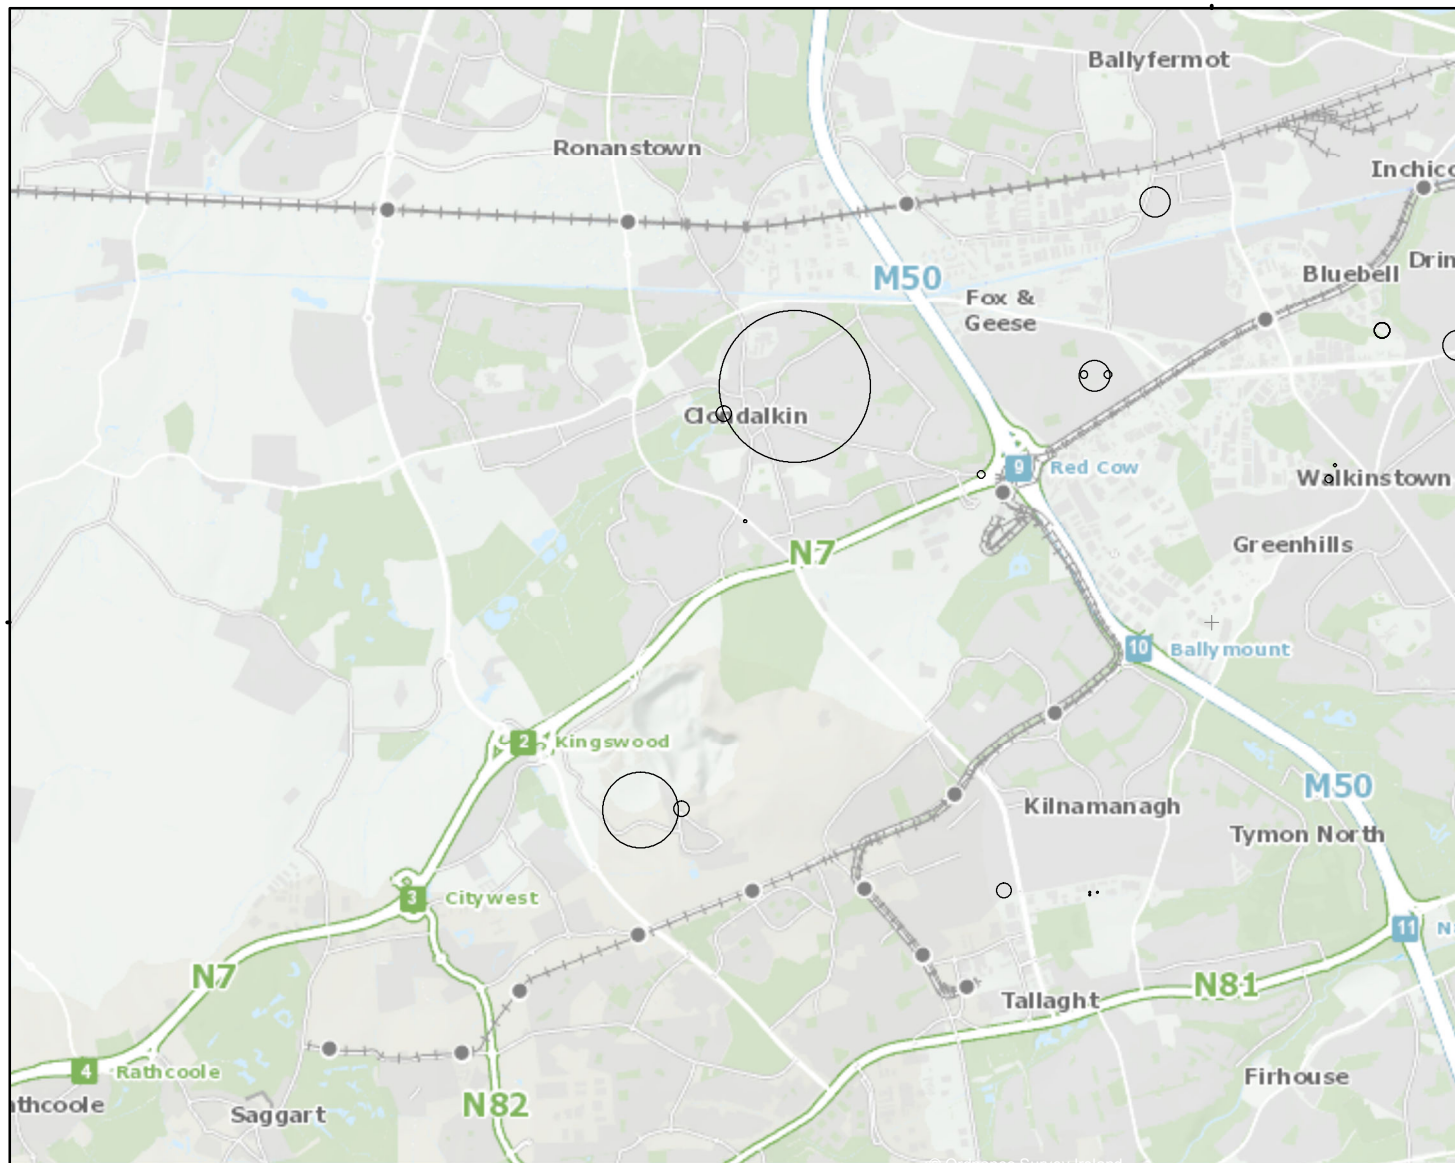 Ballyfermot
Ronanstown
Inchico
M50
Bluebell
Drin
Fox &
Geese
Clondalkin
9
Red Cow
Walkinstown
N7
Greenhills
10
Ballymount
2
Kingswood
M50
Kilnamanagh
Tymon North
3
Citywest
11
N
N7
N81
Tallaght
4
Rathcoole
Firhouse
athcoole
Saggart
N82